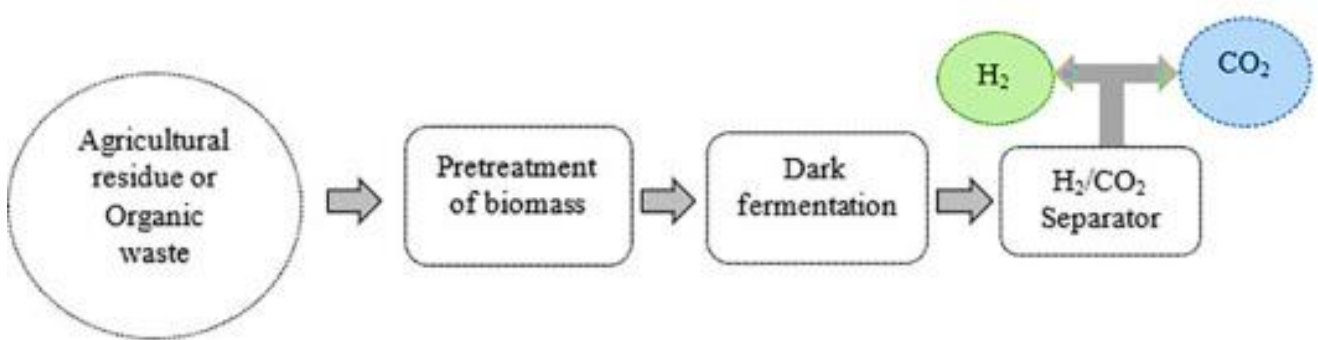 Agricultural
residue or
Organic
waste
Pretreatment
of biomass
Dark
fermentation
H₂/CO₂
Separator
H₂
CO₂